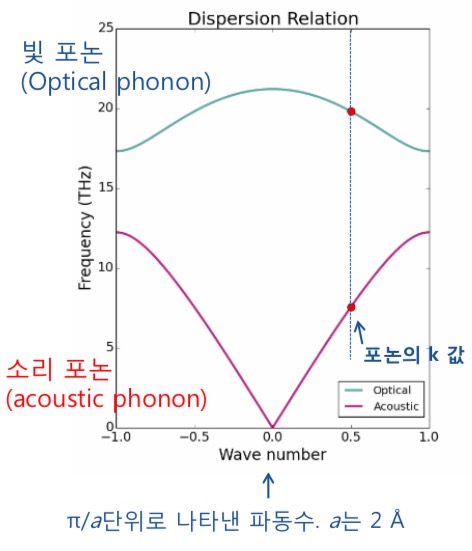 Dispersion Relation
빛 포논
(Optical phonon)
25
20
15
10
5
0
Frequency (THz)
소리 포논
(acoustic phonon)
포논의 k 값
Optical
Acoustic
−1.0 −0.5 0.0 0.5 1.0
Wave number
π/a단위로 나타낸 파동수. a는 2 Å